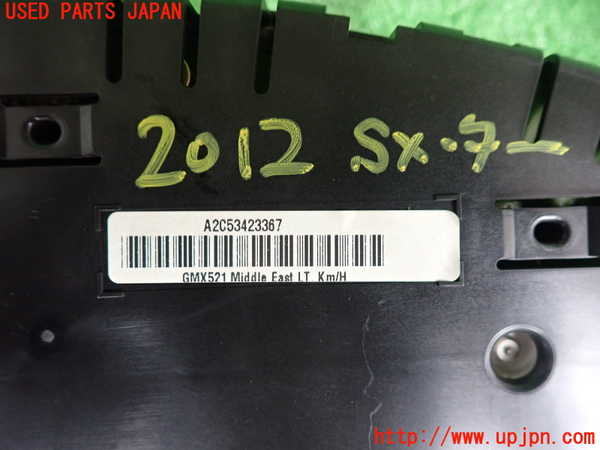 USED PARTS JAPAN
2012 SX-7-
A2C53423367
GMX521 Middle East LT Km/H
http://www.upjpn.com